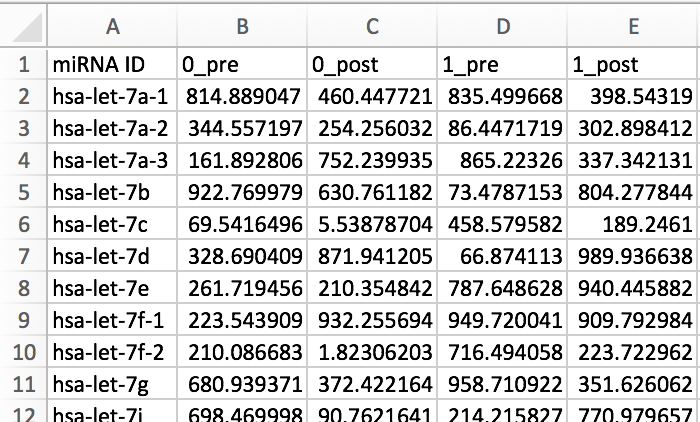 A B C D E
1 miRNA ID 0_pre 0_post 1_pre 1_post
2 hsa-let-7a-1 814.889047 460.447721 835.499668 398.54319
3 hsa-let-7a-2 344.557197 254.256032 86.4471719 302.898412
4 hsa-let-7a-3 161.892806 752.239935 865.22326 337.342131
5 hsa-let-7b 922.769979 630.761182 73.4787153 804.277844
6 hsa-let-7c 69.5416496 5.53878704 458.579582 189.2461
7 hsa-let-7d 328.690409 871.941205 66.874113 989.936638
8 hsa-let-7e 261.719456 210.354842 787.648628 940.445882
9 hsa-let-7f-1 223.543909 932.255694 949.720041 909.792984
10 hsa-let-7f-2 210.086683 1.82306203 716.494058 223.722962
11 hsa-let-7g 680.939371 372.422164 958.710922 351.626062
12 hsa-let-7i 698.469998 90.7621641 214.215827 770.979657